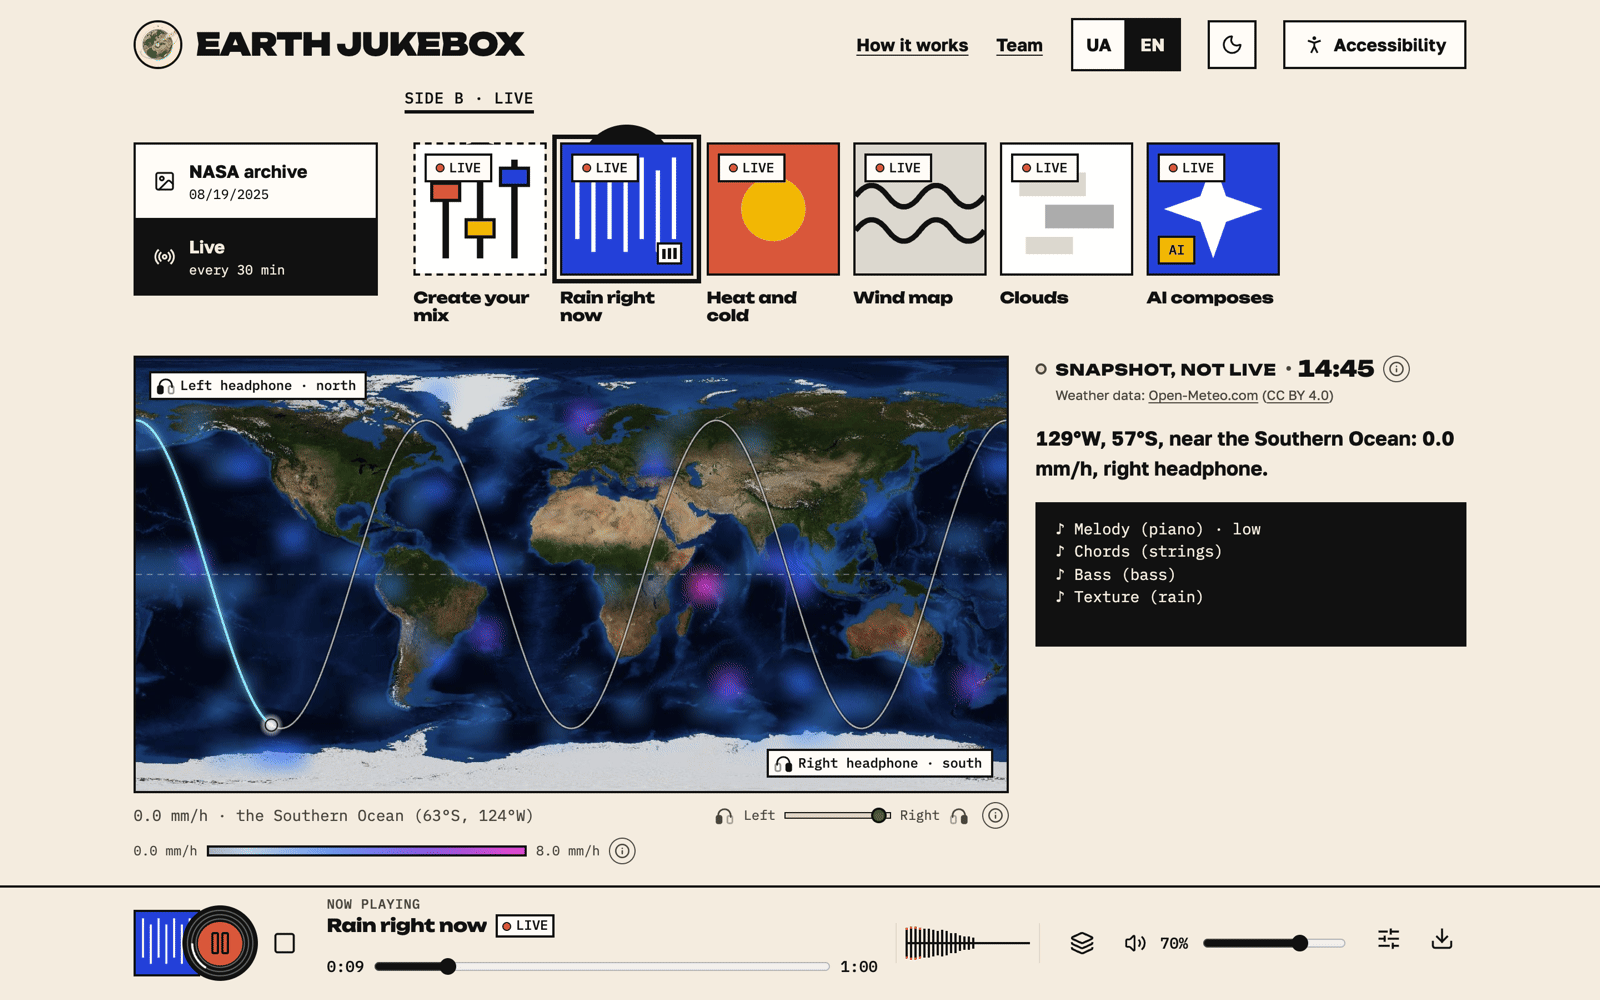 EARTH JUKEBOX
How it works
Team
UA
EN
Accessibility
SIDE B · LIVE
NASA archive
08/19/2025
Live
every 30 min
LIVE
LIVE
LIVE
LIVE
LIVE
LIVE
AI
Create your
mix
Rain right
now
Heat and
cold
Wind map
Clouds
AI composes
Left headphone · north
Right headphone · south
SNAPSHOT, NOT LIVE · 14:45
Weather data: Open-Meteo.com (CC BY 4.0)
129°W, 57°S, near the Southern Ocean: 0.0
mm/h, right headphone.
♪ Melody (piano) · low
♪ Chords (strings)
♪ Bass (bass)
♪ Texture (rain)
0.0 mm/h · the Southern Ocean (63°S, 124°W)
Left
Right
0.0 mm/h
8.0 mm/h
NOW PLAYING
Rain right now
LIVE
0:09
1:00
70%